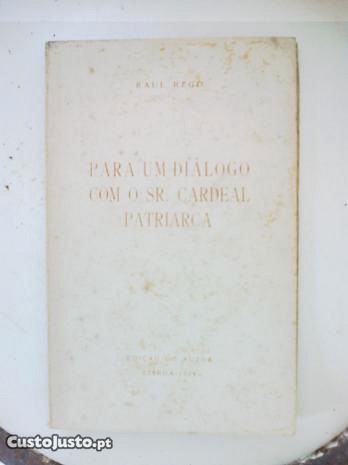 RAUL REGO
PARA UM DIÁLOGO
COM O SR. CARDEAL
PATRIARCA
EDIÇÃO DO AUTOR
LISBOA
CustoJusto.pt